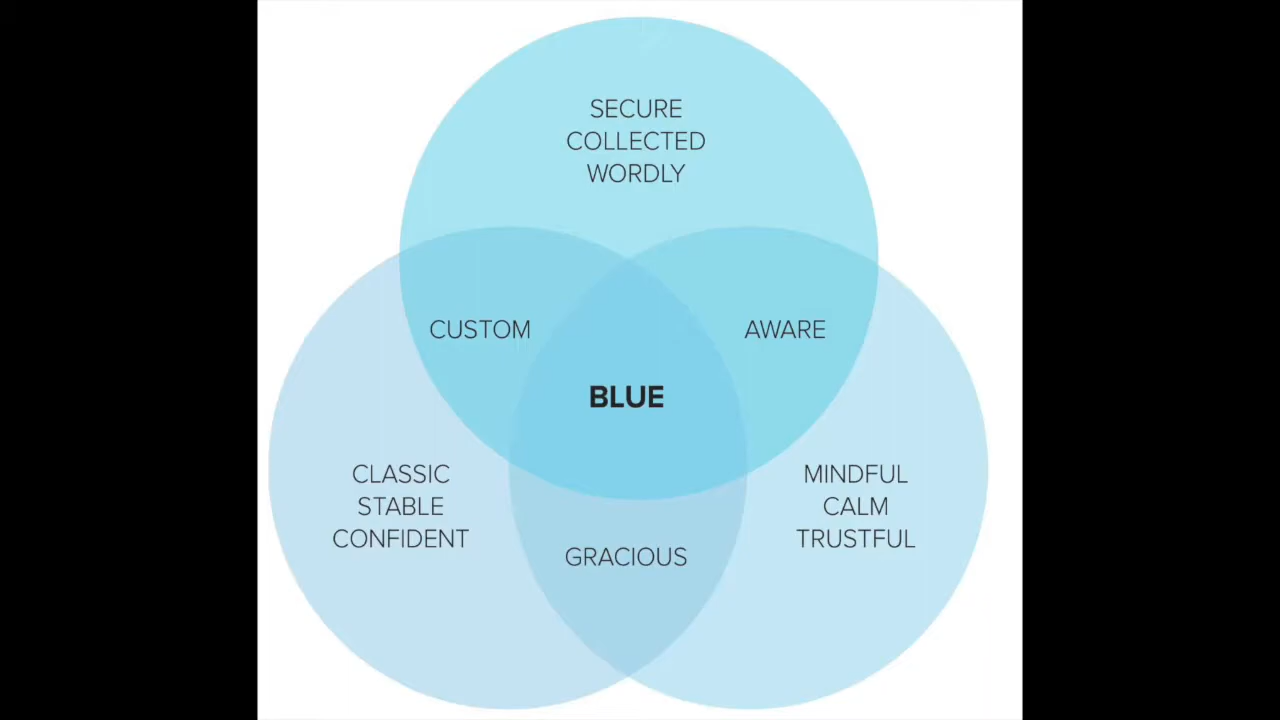 SECURE
COLLECTED
WORDLY
CUSTOM
AWARE
BLUE
CLASSIC
STABLE
CONFIDENT
MINDFUL
CALM
TRUSTFUL
GRACIOUS